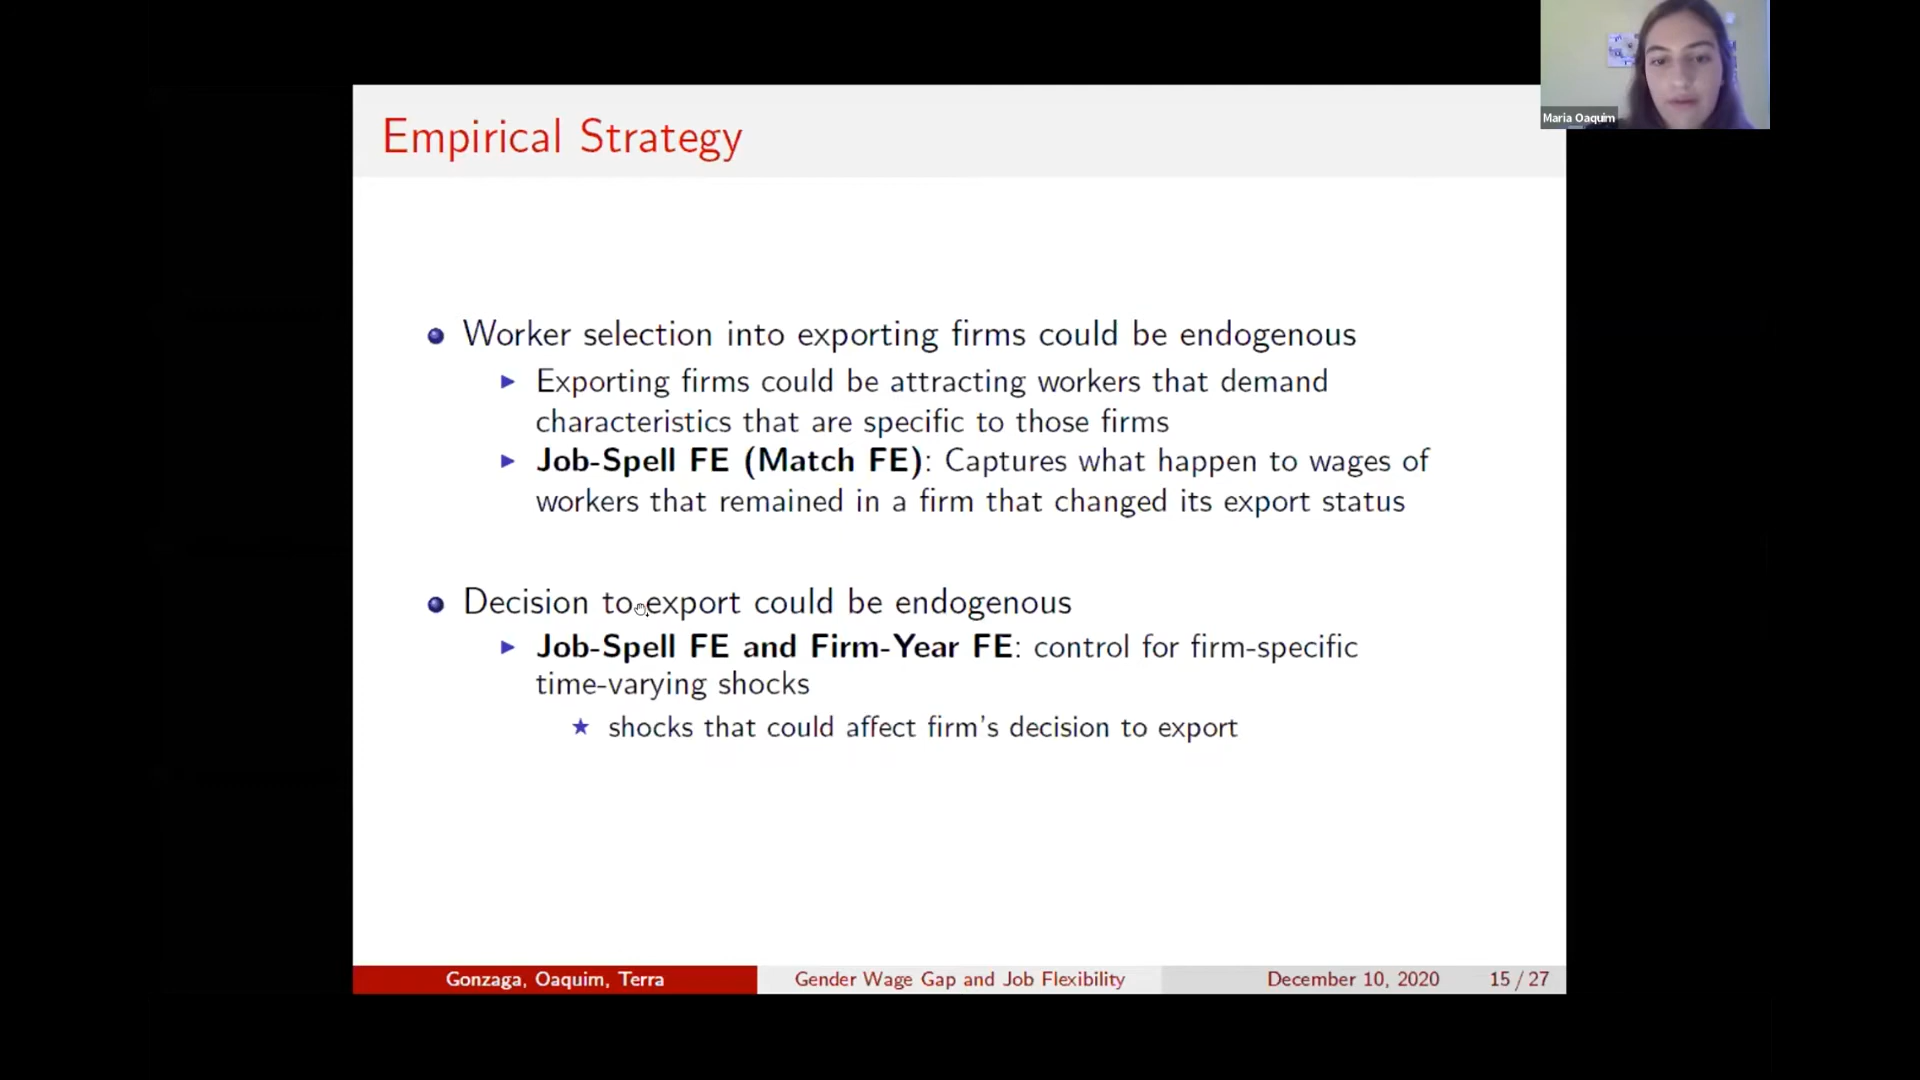 Maria Oaquim
Empirical Strategy
Worker selection into exporting firms could be endogenous
Exporting firms could be attracting workers that demand
characteristics that are specific to those firms
Job-Spell FE (Match FE): Captures what happen to wages of
workers that remained in a firm that changed its export status
Decision to export could be endogenous
Job-Spell FE and Firm-Year FE: control for firm-specific
time-varying shocks
shocks that could affect firm's decision to export
Gonzaga, Oaquim, Terra Gender Wage Gap and Job Flexibility December 10, 2020 15 / 27